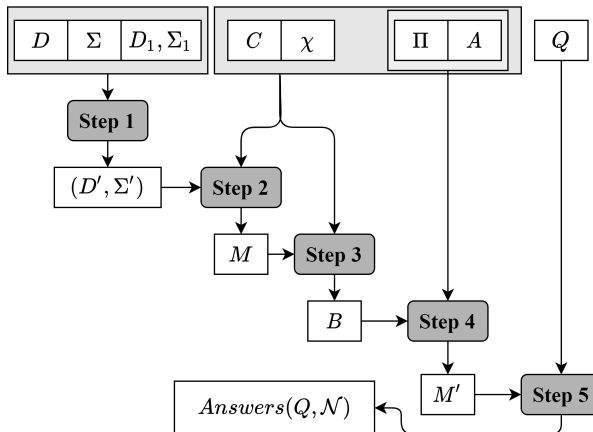 D Σ D₁, Σ₁ C χ Π A Q
Step 1
(D′, Σ′) Step 2
M Step 3
B Step 4
M′ Step 5
Answers(Q, 𝒩)